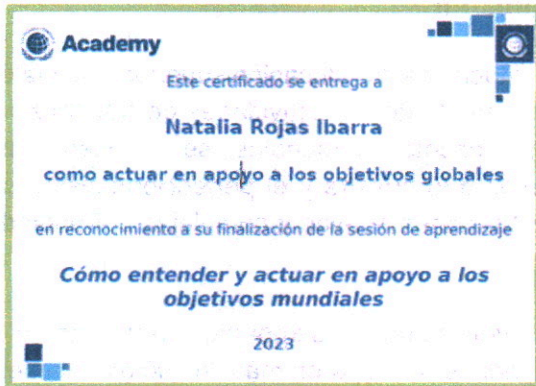 Academy
Este certificado se entrega a
Natalia Rojas Ibarra
como actuar en apoyo a los objetivos globales
en reconocimiento a su finalización de la sesión de aprendizaje
Cómo entender y actuar en apoyo a los
objetivos mundiales
2023